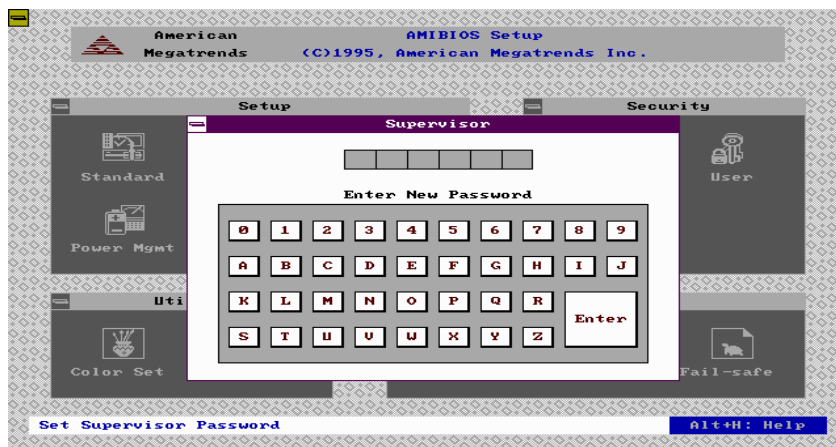 American AMIBIOS Setup
Megatrends (C)1995, American Megatrends Inc.
Setup Security
Supervisor
Standard User
Enter New Password
0 1 2 3 4 5 6 7 8 9
Power Mgmt
A B C D E F G H I J
K L M N O P Q R Enter
Uti
S T U V W X Y Z
Color Set Fail-safe
Set Supervisor Password Alt+H: Help